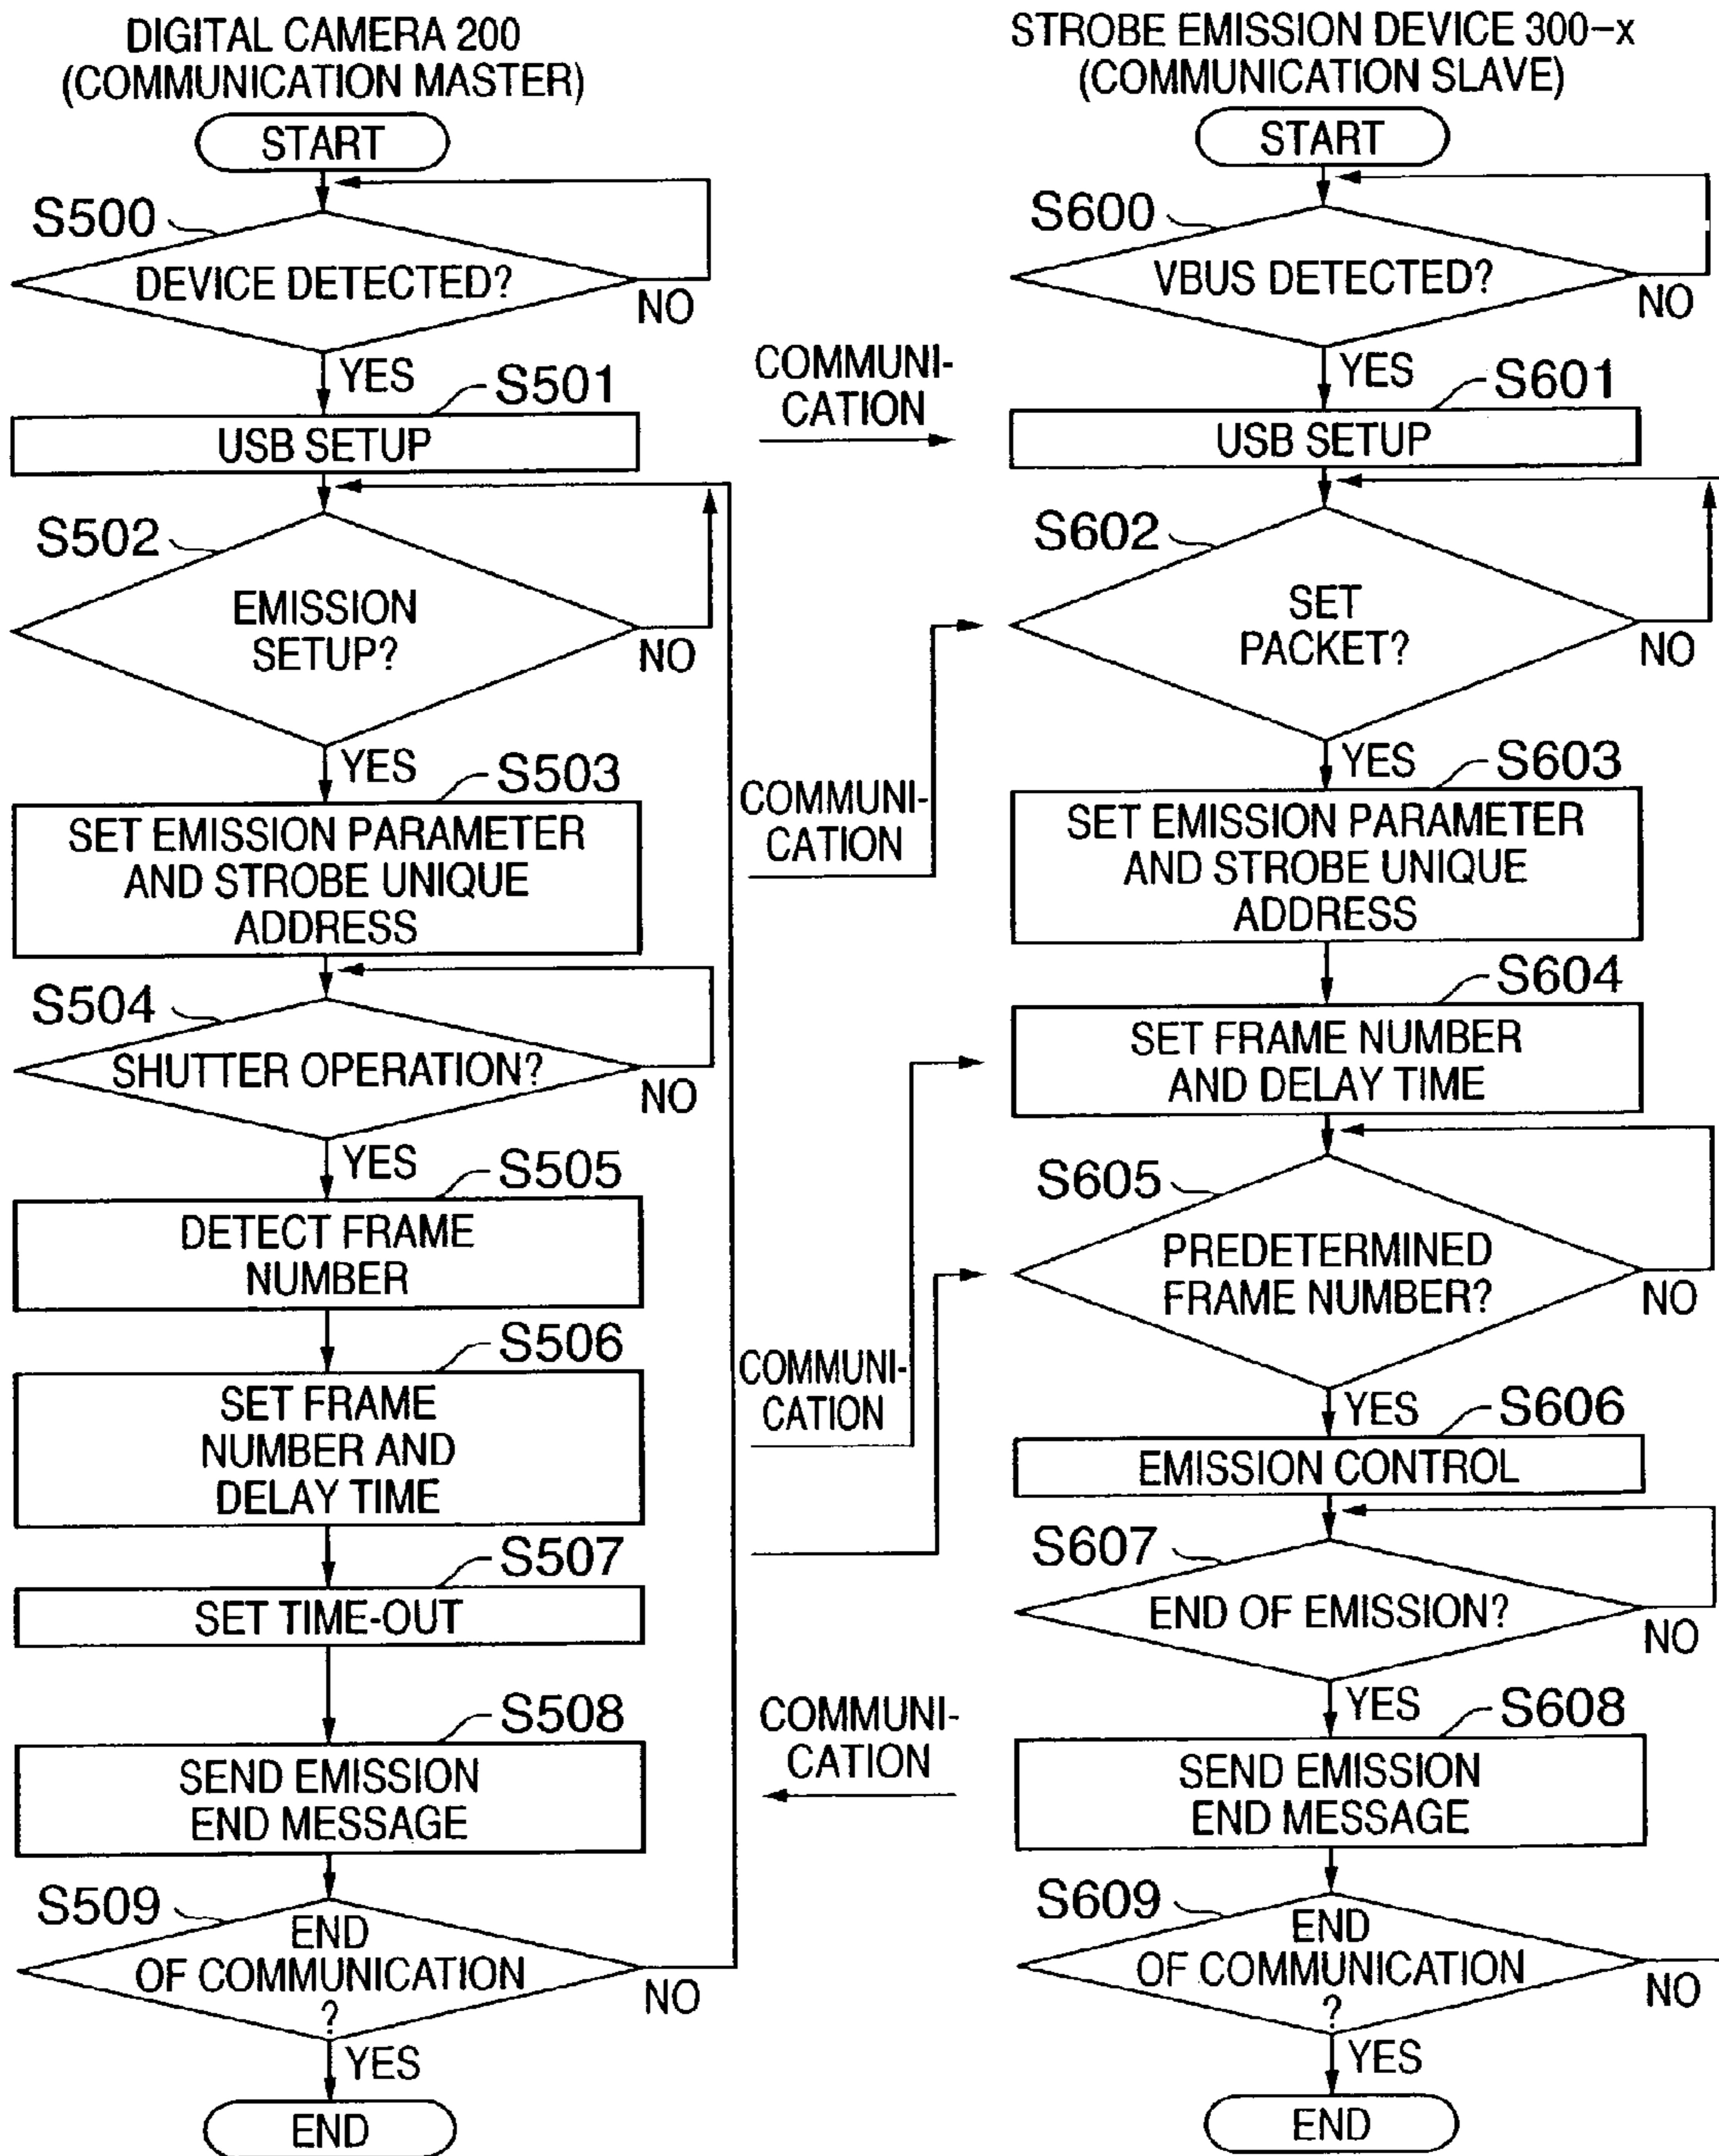 DIGITAL CAMERA 200
(COMMUNICATION MASTER)
START
S500
DEVICE DETECTED?
NO
YES
S501
USB SETUP
S502
EMISSION
SETUP?
NO
YES
S503
SET EMISSION PARAMETER
AND STROBE UNIQUE
ADDRESS
S504
SHUTTER OPERATION?
NO
YES
S505
DETECT FRAME
NUMBER
S506
SET FRAME
NUMBER AND
DELAY TIME
S507
SET TIME-OUT
S508
SEND EMISSION
END MESSAGE
S509
END
OF COMMUNICATION
?
NO
YES
END
COMMUNI-
CATION
COMMUNI-
CATION
COMMUNI-
CATION
COMMUNI-
CATION
STROBE EMISSION DEVICE 300-x
(COMMUNICATION SLAVE)
START
S600
VBUS DETECTED?
NO
YES
S601
USB SETUP
S602
SET
PACKET?
NO
YES
S603
SET EMISSION PARAMETER
AND STROBE UNIQUE
ADDRESS
S604
SET FRAME NUMBER
AND DELAY TIME
S605
PREDETERMINED
FRAME NUMBER?
NO
YES
S606
EMISSION CONTROL
S607
END OF EMISSION?
NO
YES
S608
SEND EMISSION
END MESSAGE
S609
END
OF COMMUNICATION
?
NO
YES
END